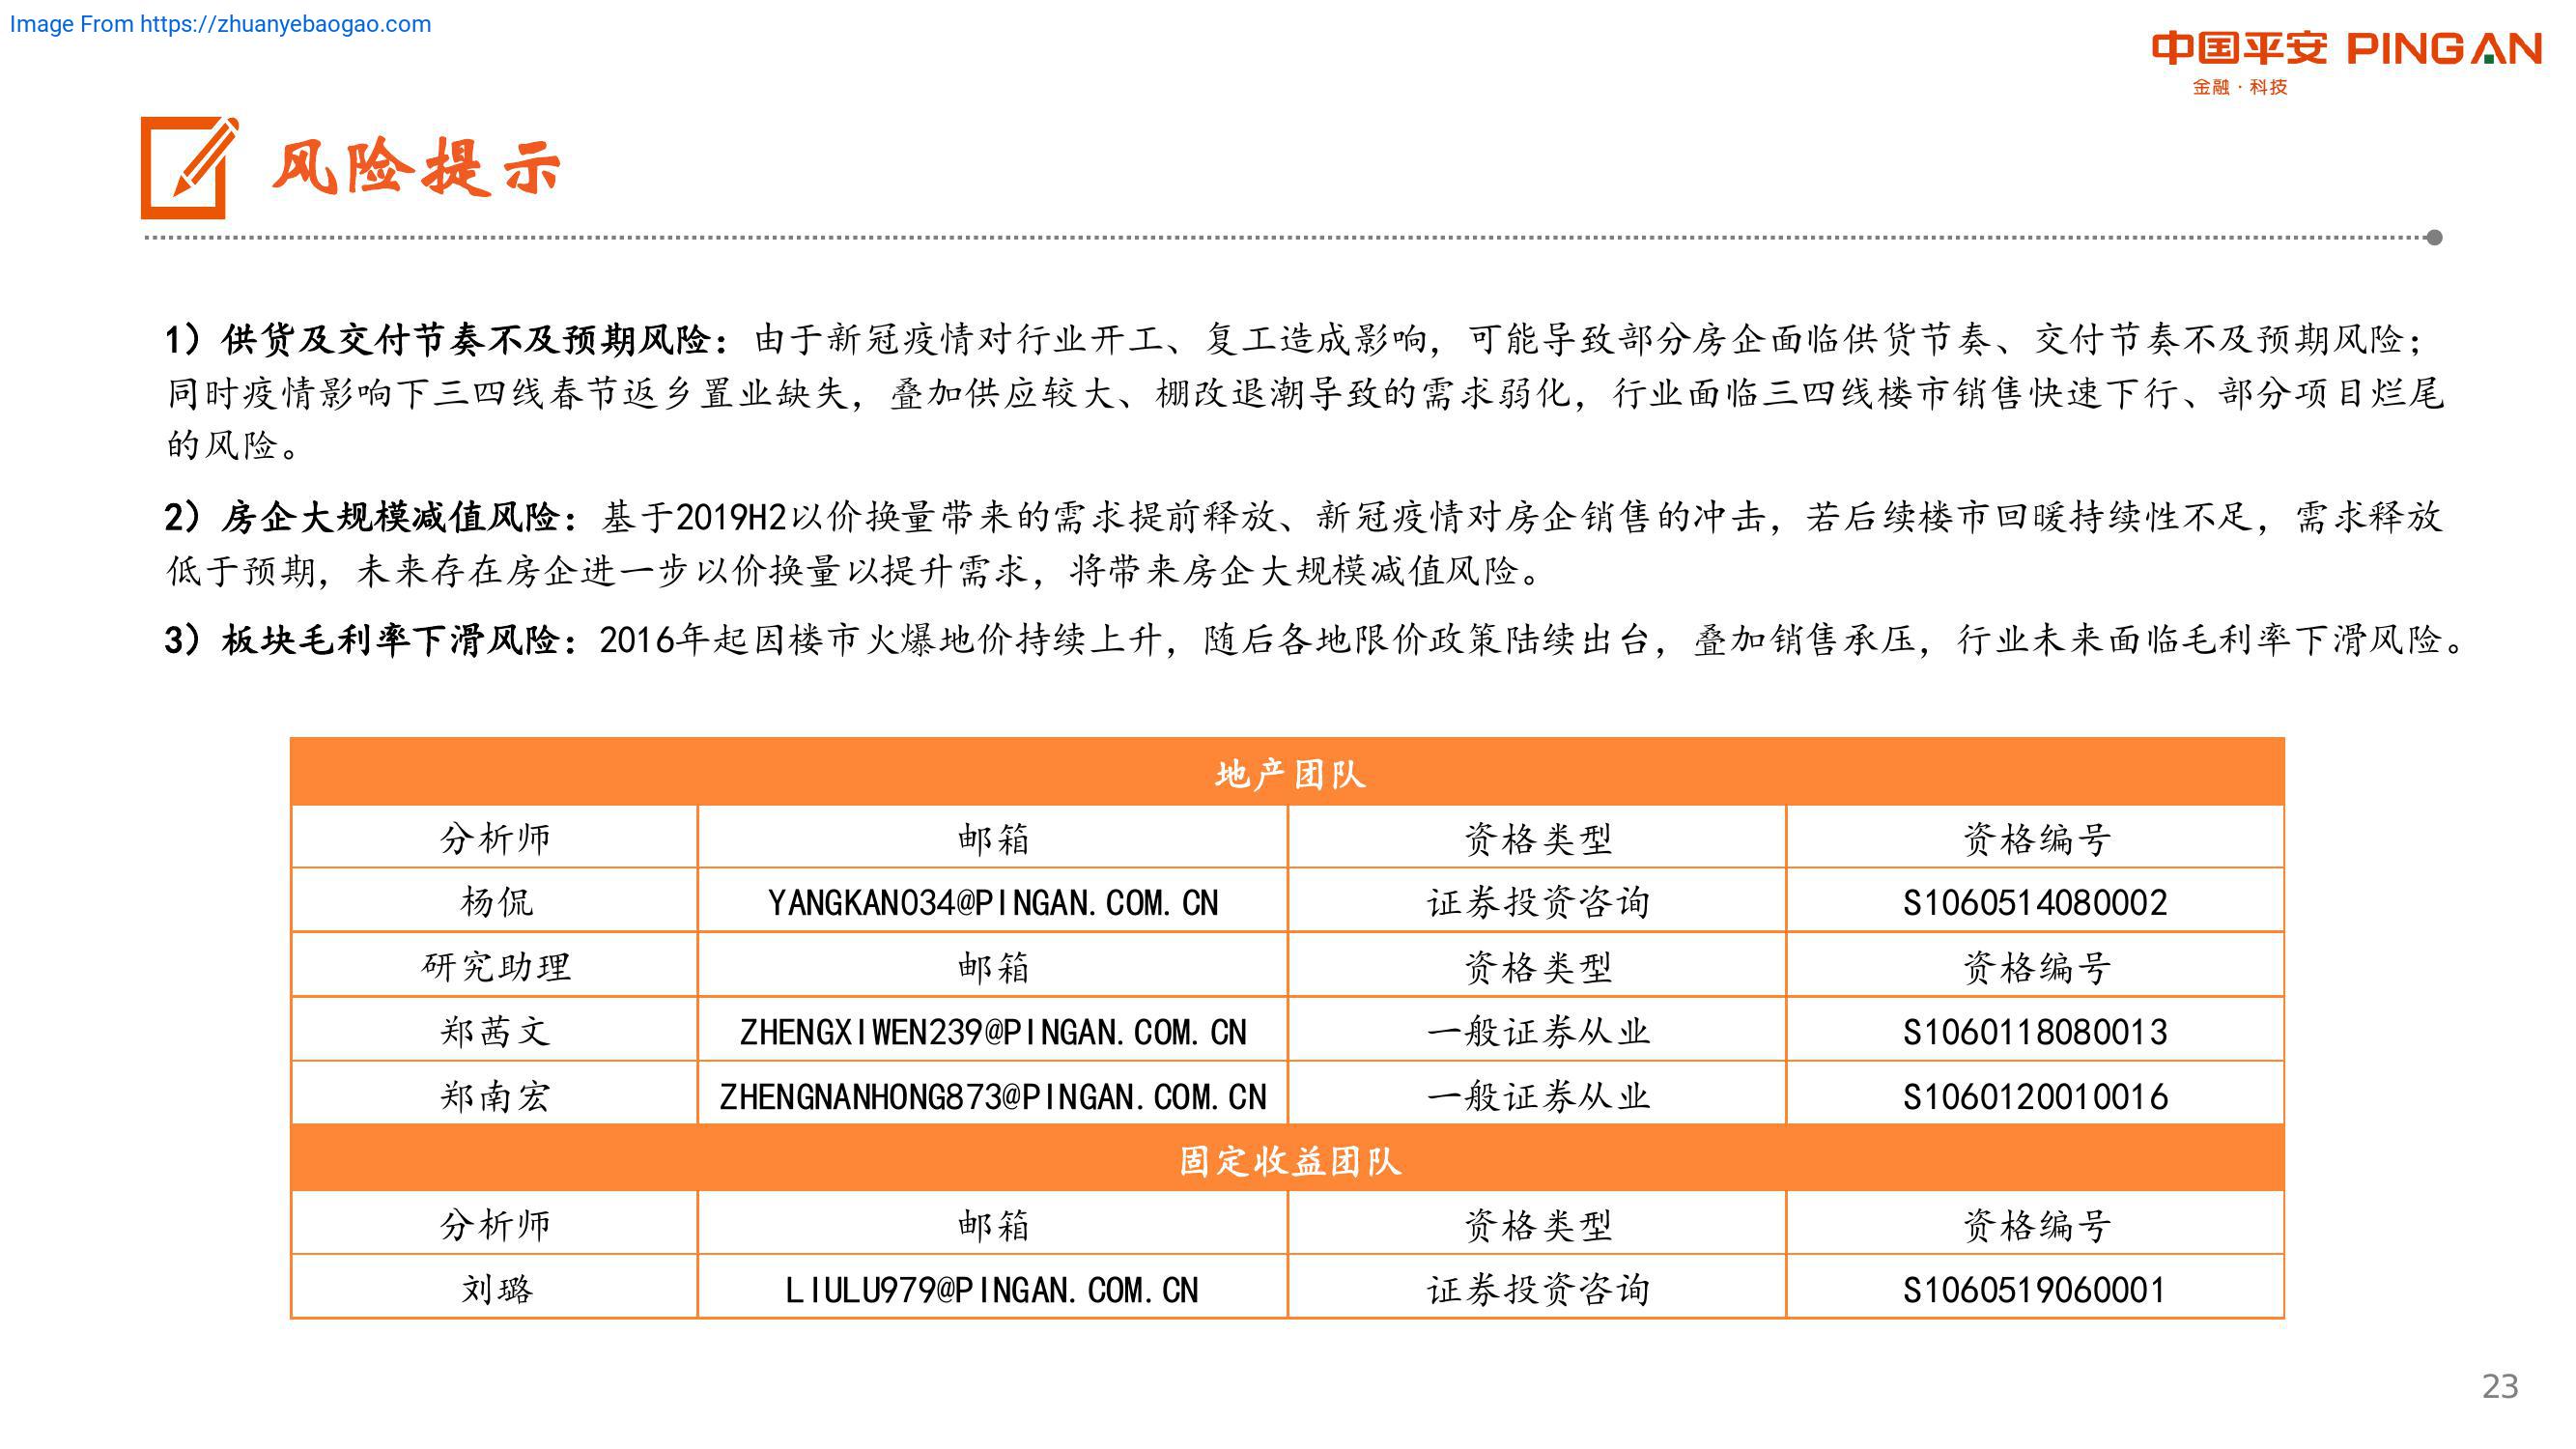 Image From https://zhuanyebaogao.com
中国平安 PINGAN
金融·科技
风险提示
1）供货及交付节奏不及预期风险：由于新冠疫情对行业开工、复工造成影响，可能导致部分房企面临供货节奏、交付节奏不及预期风险；
同时疫情影响下三四线春节返乡置业缺失，叠加供应较大、棚改退潮导致的需求弱化，行业面临三四线楼市销售快速下行、部分项目烂尾
的风险。
2）房企大规模减值风险：基于2019H2以价换量带来的需求提前释放、新冠疫情对房企销售的冲击，若后续楼市回暖持续性不足，需求释放
低于预期，未来存在房企进一步以价换量以提升需求，将带来房企大规模减值风险。
3）板块毛利率下滑风险：2016年起因楼市火爆地价持续上升，随后各地限价政策陆续出台，叠加销售承压，行业未来面临毛利率下滑风险。
地产团队
分析师 邮箱 资格类型 资格编号
杨侃 YANGKAN034@PINGAN.COM.CN 证券投资咨询 S1060514080002
研究助理 邮箱 资格类型 资格编号
郑茜文 ZHENGXIWEN239@PINGAN.COM.CN 一般证券从业 S1060118080013
郑南宏 ZHENGNANHONG873@PINGAN.COM.CN 一般证券从业 S1060120010016
固定收益团队
分析师 邮箱 资格类型 资格编号
刘璐 LIULU979@PINGAN.COM.CN 证券投资咨询 S1060519060001
23